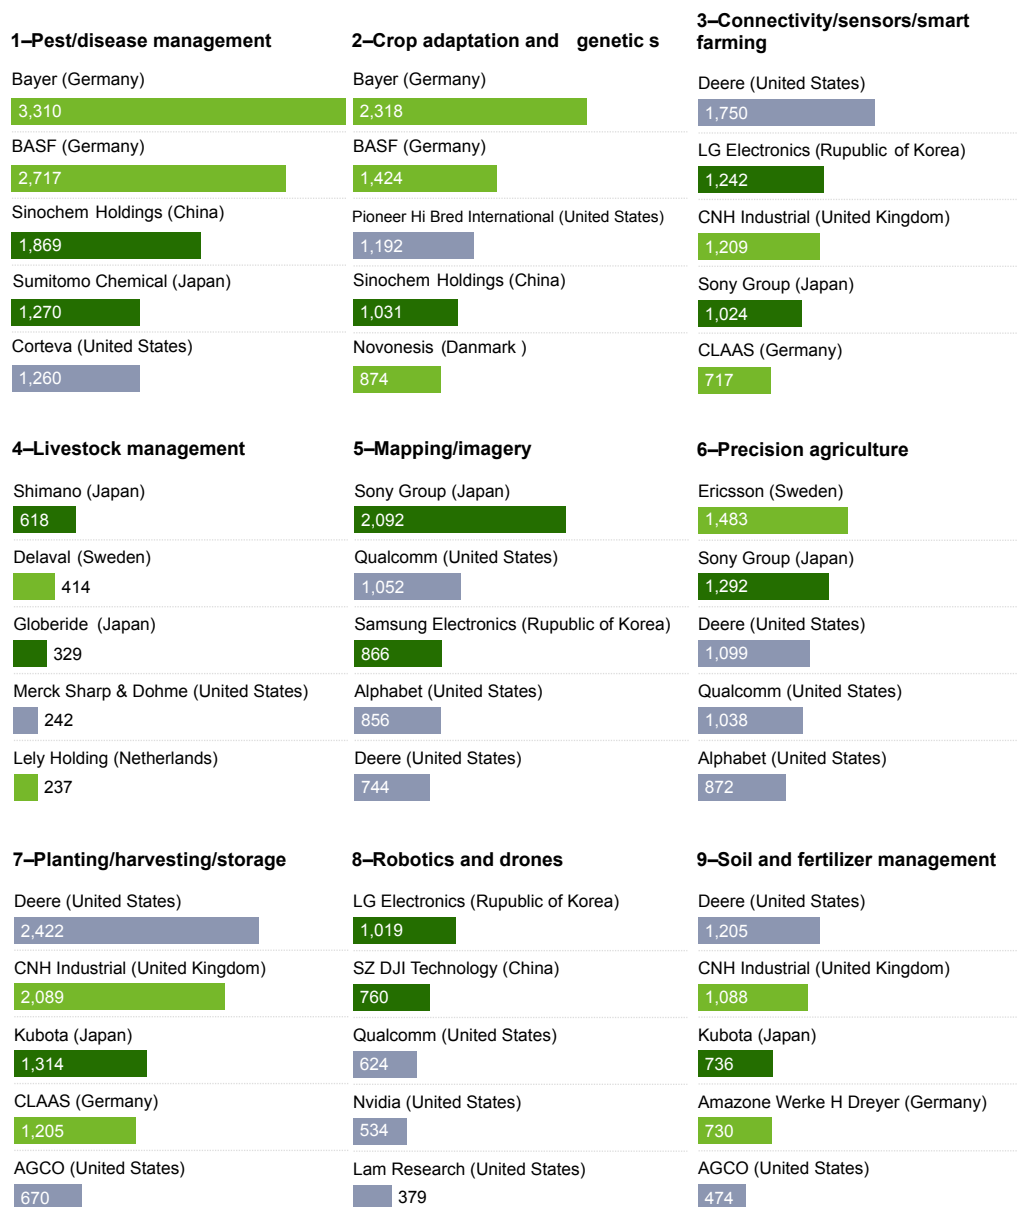 1–Pest/disease management
Bayer (Germany)
3,310
BASF (Germany)
2,717
Sinochem Holdings (China)
1,869
Sumitomo Chemical (Japan)
1,270
Corteva (United States)
1,260
2–Crop adaptation and genetic s
Bayer (Germany)
2,318
BASF (Germany)
1,424
Pioneer Hi Bred International (United States)
1,192
Sinochem Holdings (China)
1,031
Novonesis (Danmark )
874
3–Connectivity/sensors/smart
farming
Deere (United States)
1,750
LG Electronics (Rupublic of Korea)
1,242
CNH Industrial (United Kingdom)
1,209
Sony Group (Japan)
1,024
CLAAS (Germany)
717
4–Livestock management
Shimano (Japan)
618
Delaval (Sweden)
414
Globeride (Japan)
329
Merck Sharp & Dohme (United States)
242
Lely Holding (Netherlands)
237
5–Mapping/imagery
Sony Group (Japan)
2,092
Qualcomm (United States)
1,052
Samsung Electronics (Rupublic of Korea)
866
Alphabet (United States)
856
Deere (United States)
744
6–Precision agriculture
Ericsson (Sweden)
1,483
Sony Group (Japan)
1,292
Deere (United States)
1,099
Qualcomm (United States)
1,038
Alphabet (United States)
872
7–Planting/harvesting/storage
Deere (United States)
2,422
CNH Industrial (United Kingdom)
2,089
Kubota (Japan)
1,314
CLAAS (Germany)
1,205
AGCO (United States)
670
8–Robotics and drones
LG Electronics (Rupublic of Korea)
1,019
SZ DJI Technology (China)
760
Qualcomm (United States)
624
Nvidia (United States)
534
Lam Research (United States)
379
9–Soil and fertilizer management
Deere (United States)
1,205
CNH Industrial (United Kingdom)
1,088
Kubota (Japan)
736
Amazone Werke H Dreyer (Germany)
730
AGCO (United States)
474